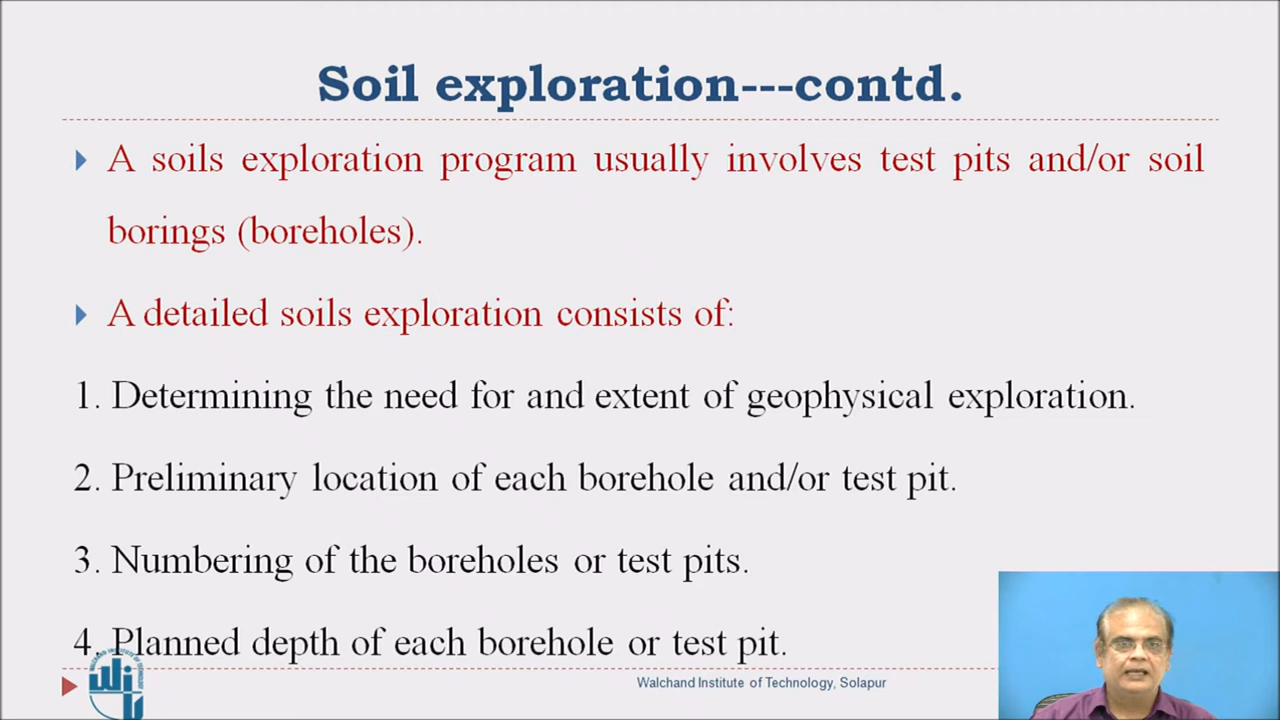 Soil exploration---contd.
A soils exploration program usually involves test pits and/or soil
borings (boreholes).
A detailed soils exploration consists of:
1. Determining the need for and extent of geophysical exploration.
2. Preliminary location of each borehole and/or test pit.
3. Numbering of the boreholes or test pits.
4. Planned depth of each borehole or test pit.
Walchand Institute of Technology, Solapur